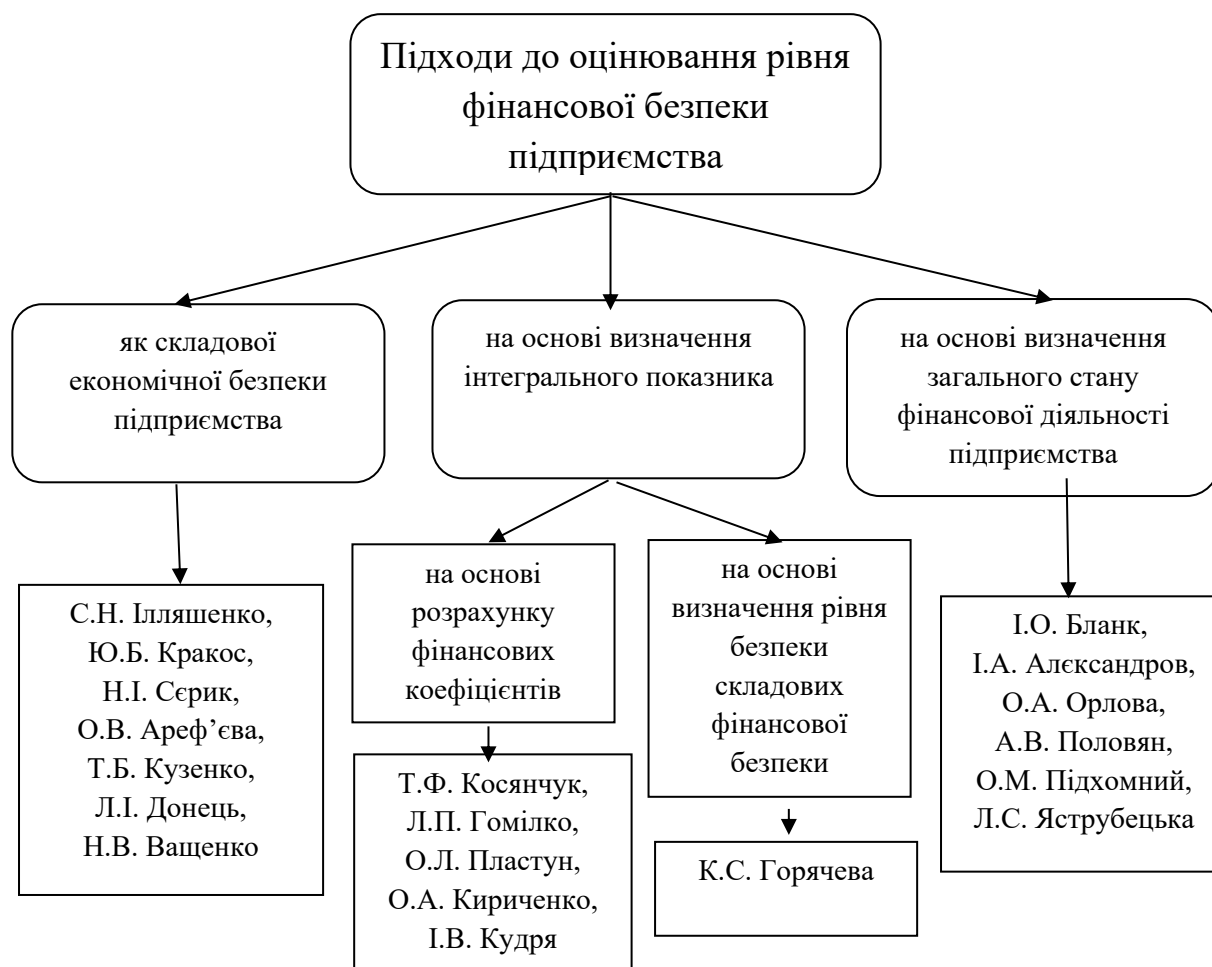 Підходи до оцінювання рівня
фінансової безпеки
підприємства
як складової
економічної безпеки
підприємства
на основі визначення
інтегрального показника
на основі визначення
загального стану
фінансової діяльності
підприємства
на основі
розрахунку
фінансових
коефіцієнтів
на основі
визначення рівня
безпеки
складових
фінансової
безпеки
С.Н. Ілляшенко,
Ю.Б. Кракос,
Н.І. Сєрик,
О.В. Ареф’єва,
Т.Б. Кузенко,
Л.І. Донець,
Н.В. Ващенко
Т.Ф. Косянчук,
Л.П. Гомілко,
О.Л. Пластун,
О.А. Кириченко,
І.В. Кудря
К.С. Горячева
І.О. Бланк,
І.А. Алєксандров,
О.А. Орлова,
А.В. Половян,
О.М. Підхомний,
Л.С. Яструбецька